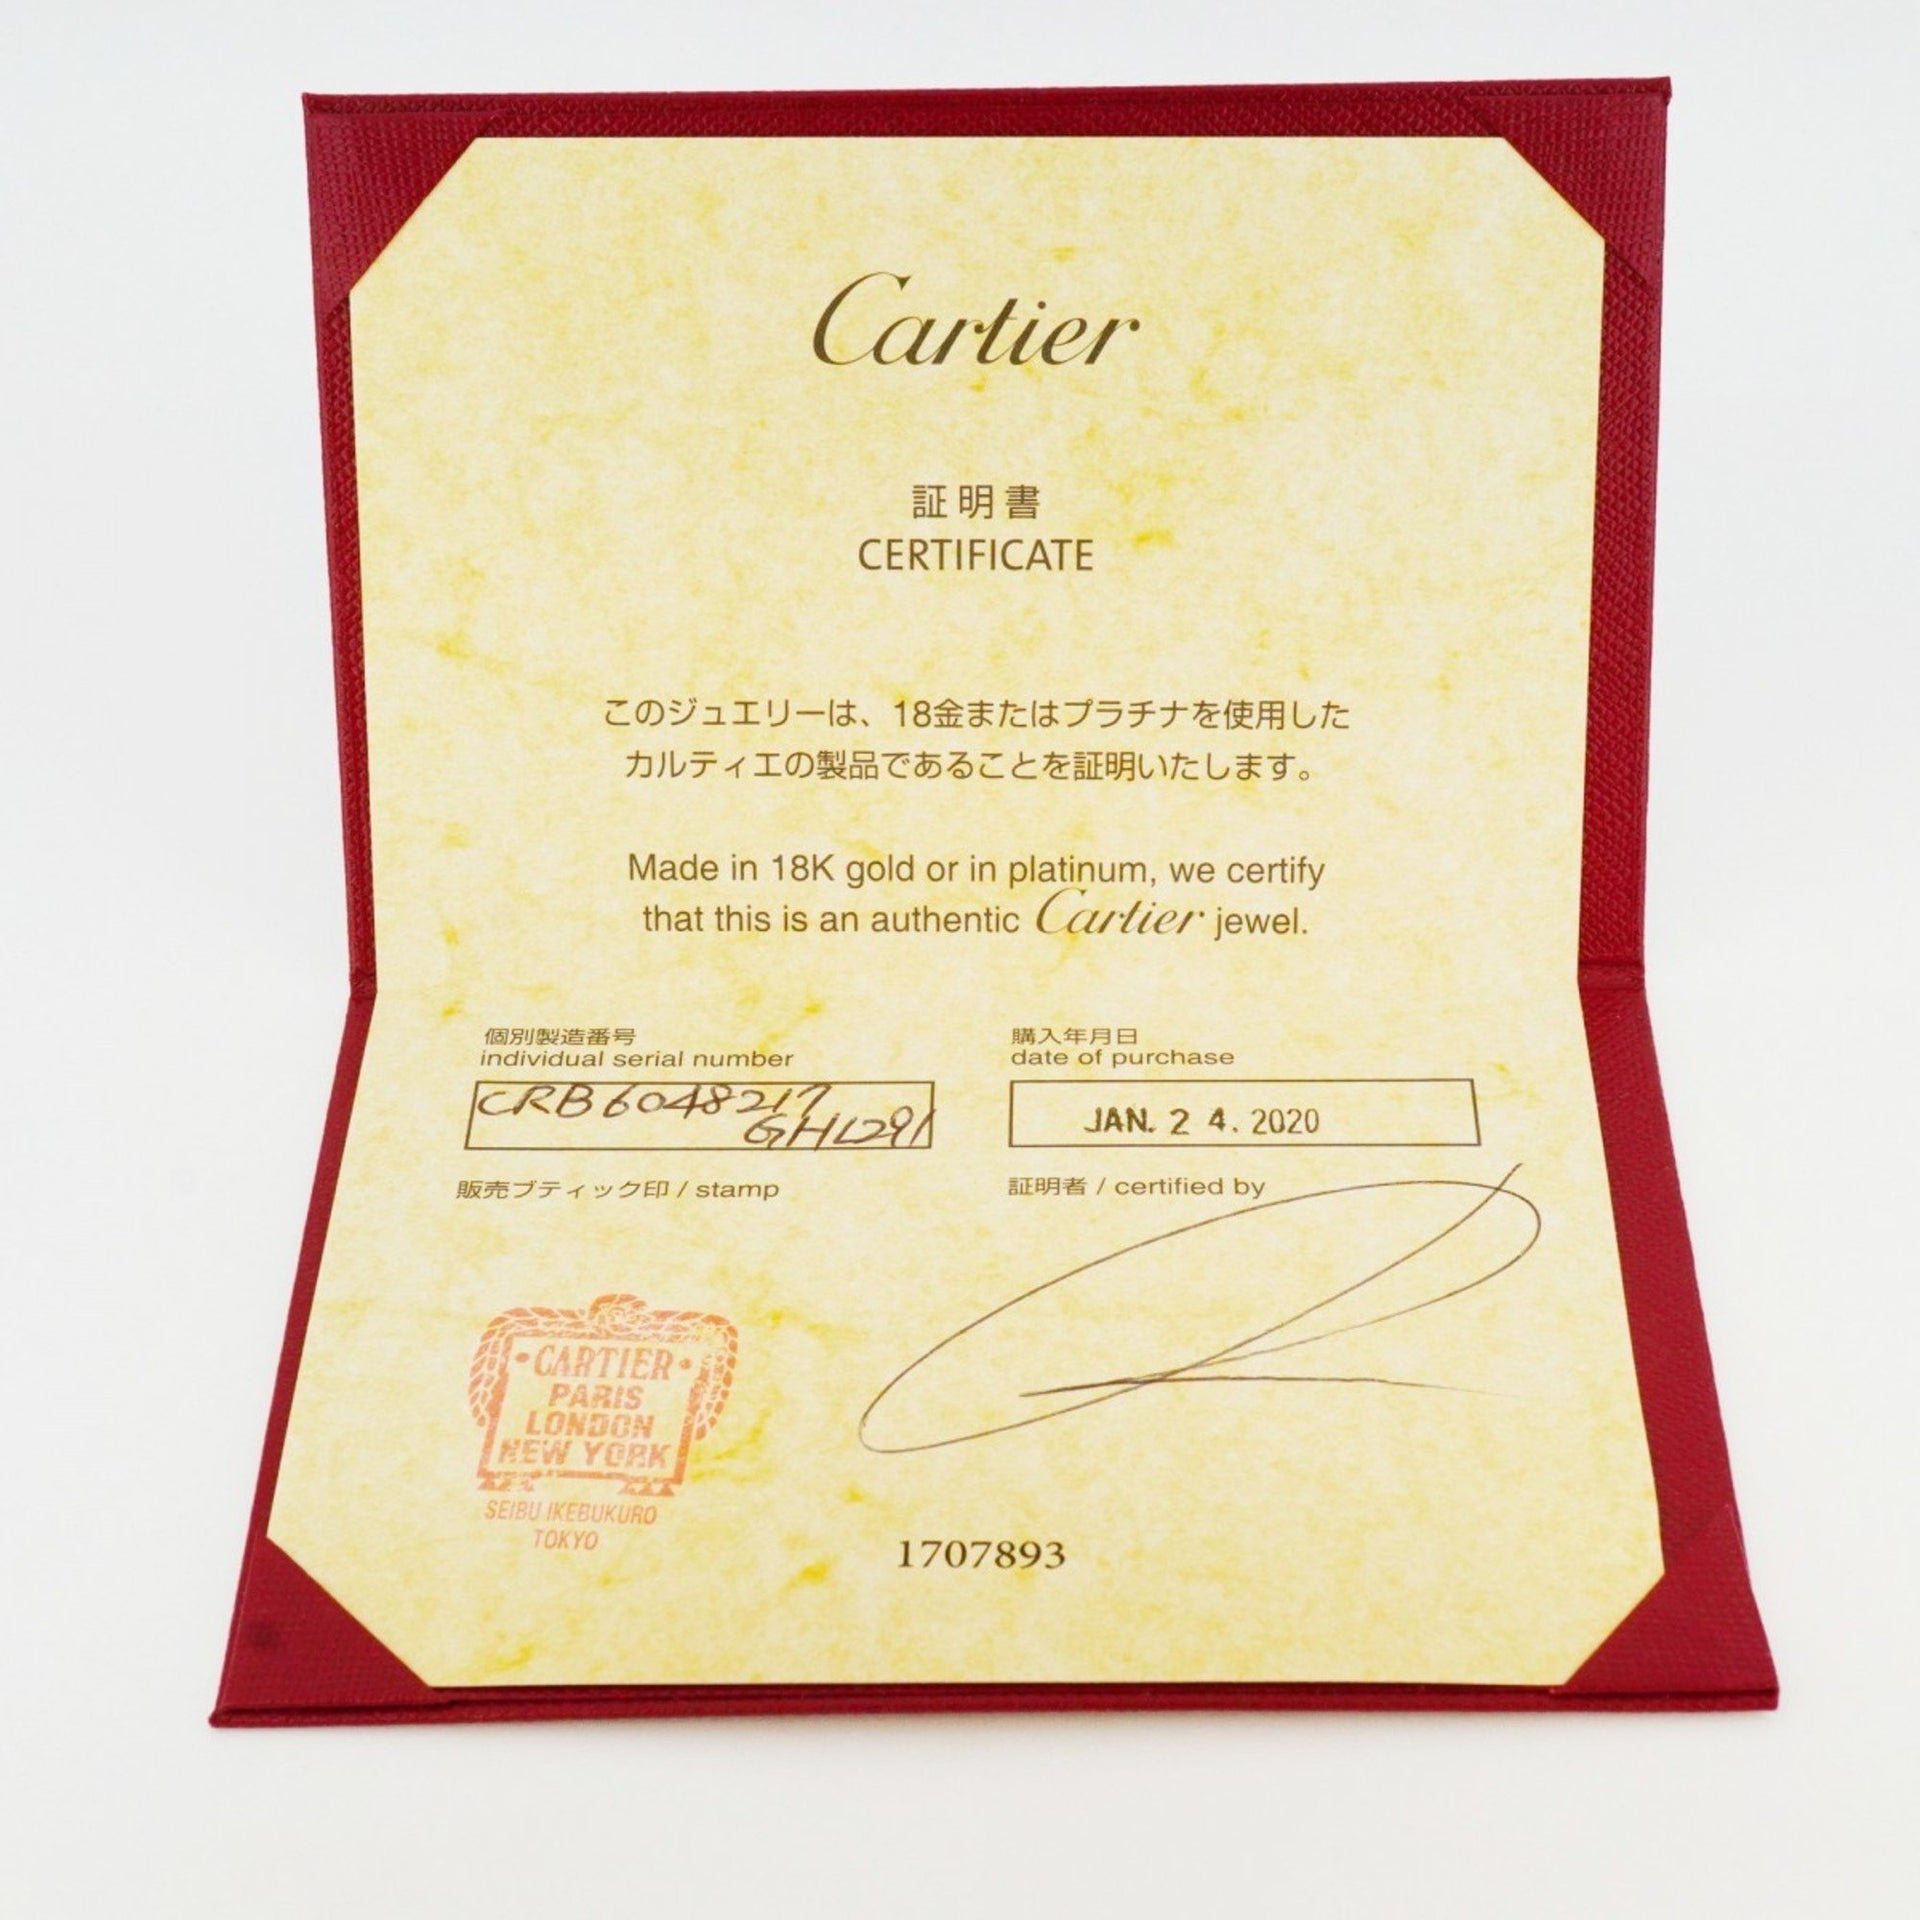 Cartier
証明書
CERTIFICATE
このジュエリーは、18金またはプラチナを使用した
カルティエの製品であることを証明いたします。
Made in 18K gold or in platinum, we certify
that this is an authentic Cartier jewel.
個別製造番号
individual serial number
CRB6048217
GHL291
購入年月日
date of purchase
JAN. 24. 2020
販売ブティック印 / stamp
証明者 / certified by
・CARTIER・
PARIS
LONDON
NEW YORK
SEIBU IKEBUKURO
TOKYO
1707893